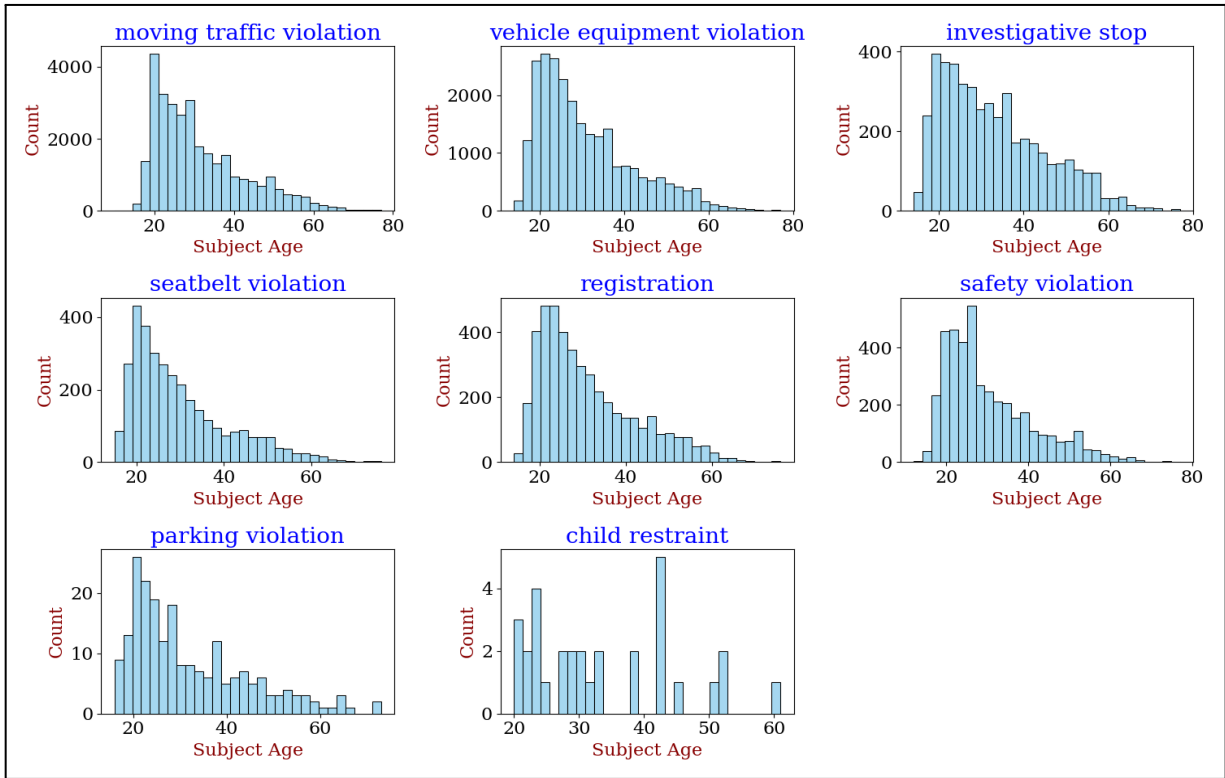 moving traffic violation
4000
2000
0
Count
20 40 60 80
Subject Age
vehicle equipment violation
2000
1000
0
Count
20 40 60 80
Subject Age
investigative stop
400
200
0
Count
20 40 60 80
Subject Age
seatbelt violation
400
200
0
Count
20 40 60
Subject Age
registration
400
200
0
Count
20 40 60
Subject Age
safety violation
400
200
0
Count
20 40 60 80
Subject Age
parking violation
20
10
0
Count
20 40 60
Subject Age
child restraint
4
2
0
Count
20 30 40 50 60
Subject Age